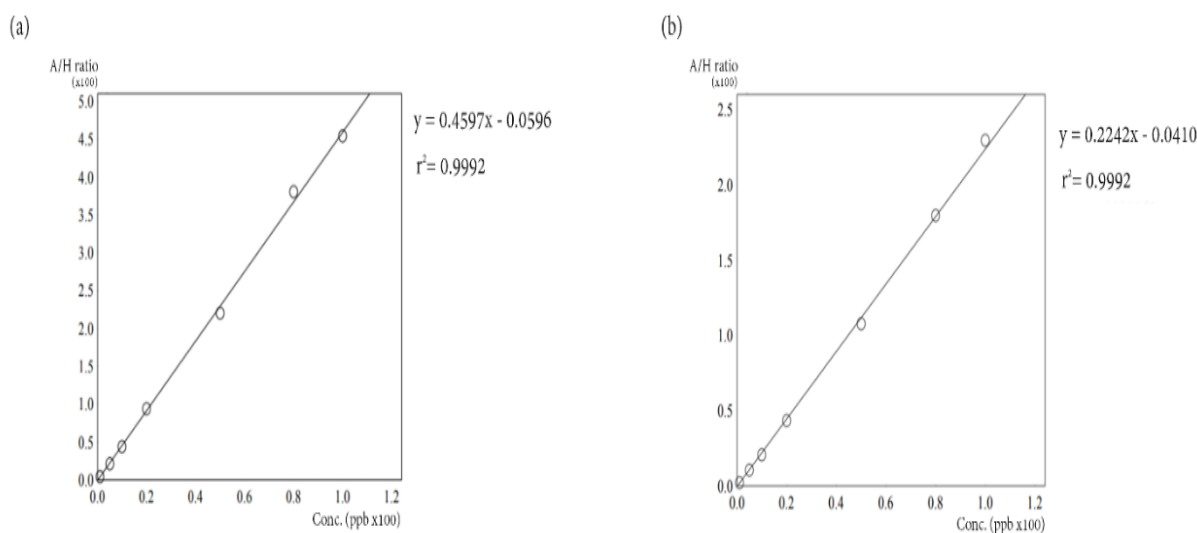 (a)
A/H ratio
(x100)
5.0
4.5
4.0
3.5
3.0
2.5
2.0
1.5
1.0
0.5
0.0
0.0 0.2 0.4 0.6 0.8 1.0 1.2
Conc. (ppb x100)
y = 0.4597x - 0.0596
r²= 0.9992
(b)
A/H ratio
(x100)
2.5
2.0
1.5
1.0
0.5
0.0
0.0 0.2 0.4 0.6 0.8 1.0 1.2
Conc. (ppb x100)
y = 0.2242x - 0.0410
r²= 0.9992